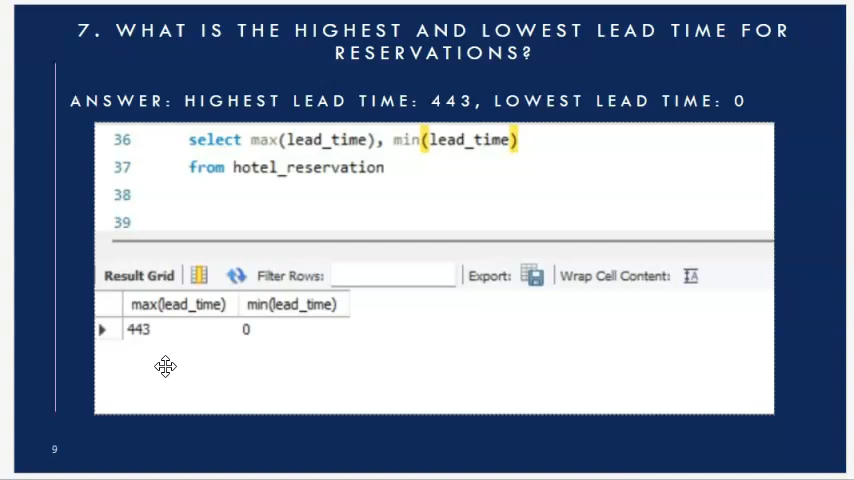 7. WHAT IS THE HIGHEST AND LOWEST LEAD TIME FOR
RESERVATIONS?
ANSWER: HIGHEST LEAD TIME: 443, LOWEST LEAD TIME: 0
36 select max(lead_time), min(lead_time)
37 from hotel_reservation
38
39
Result Grid Filter Rows: Export: Wrap Cell Content: IA
max(lead_time) min(lead_time)
443 0
9